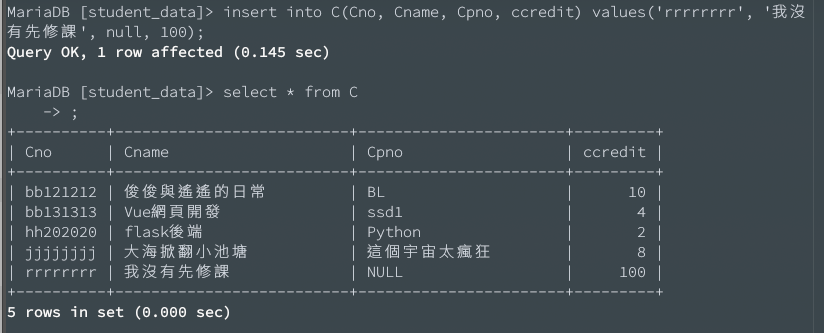 MariaDB [student_data]> insert into C(Cno, Cname, Cpno, ccredit) values('rrrrrrrr', '我沒
有先修課', null, 100);
Query OK, 1 row affected (0.145 sec)
MariaDB [student_data]> select * from C
    -> ;
+----------+--------------------------+-----------------------+---------+
| Cno      | Cname                    | Cpno                  | ccredit |
+----------+--------------------------+-----------------------+---------+
| bb121212 | 俊俊與遙遙的日常         | BL                    |      10 |
| bb131313 | Vue網頁開發              | ssd1                  |       4 |
| hh202020 | flask後端                | Python                |       2 |
| jjjjjjjj | 大海掀翻小池塘           | 這個宇宙太瘋狂        |       8 |
| rrrrrrrr | 我沒有先修課             | NULL                  |     100 |
+----------+--------------------------+-----------------------+---------+
5 rows in set (0.000 sec)